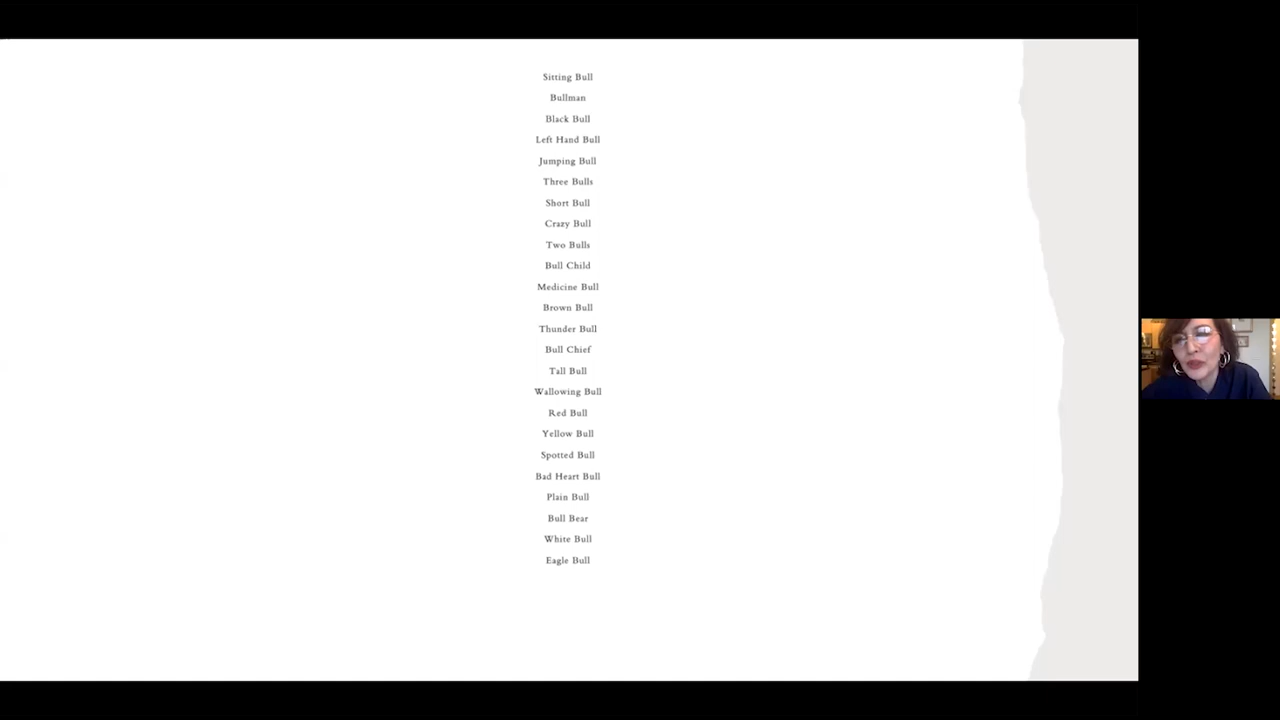 Sitting Bull
Bullman
Black Bull
Left Hand Bull
Jumping Bull
Three Bulls
Short Bull
Crazy Bull
Two Bulls
Bull Child
Medicine Bull
Brown Bull
Thunder Bull
Bull Chief
Tall Bull
Wallowing Bull
Red Bull
Yellow Bull
Spotted Bull
Bad Heart Bull
Plain Bull
Bull Bear
White Bull
Eagle Bull